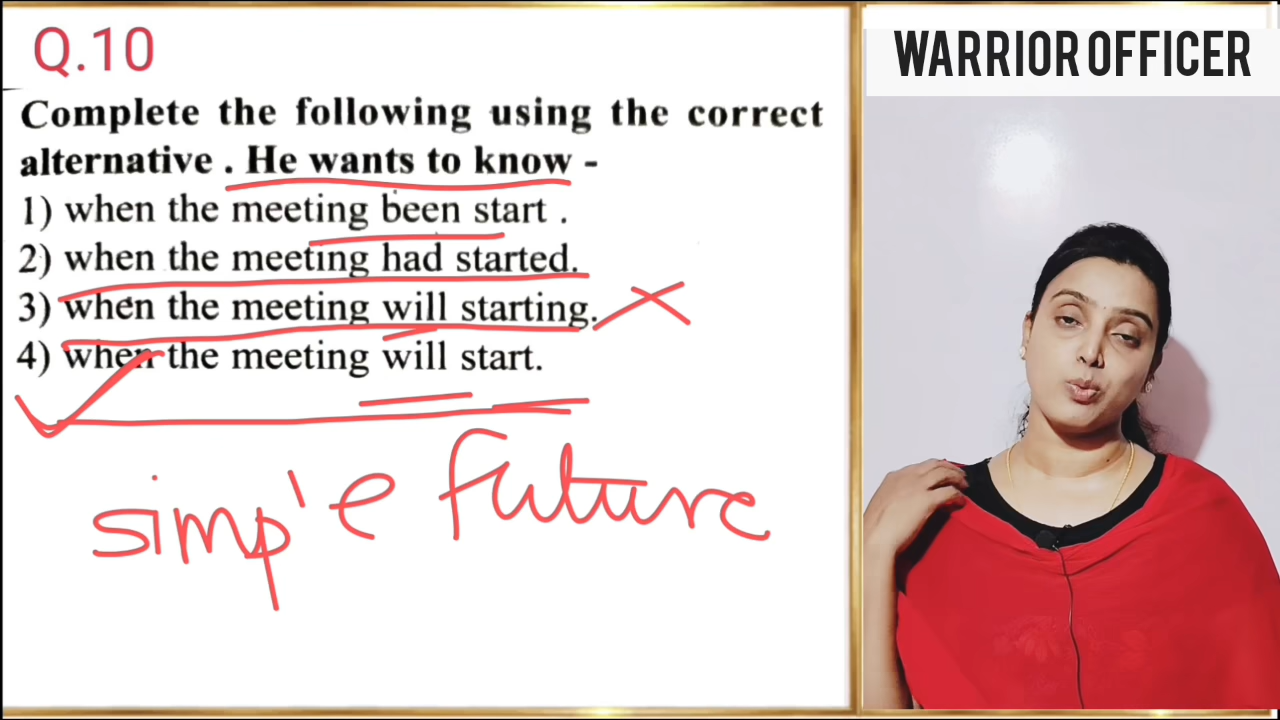 Q.10
WARRIOR OFFICER
Complete the following using the correct
alternative . He wants to know -
1) when the meeting been start .
2) when the meeting had started.
3) when the meeting will starting.
4) when the meeting will start.
simple future